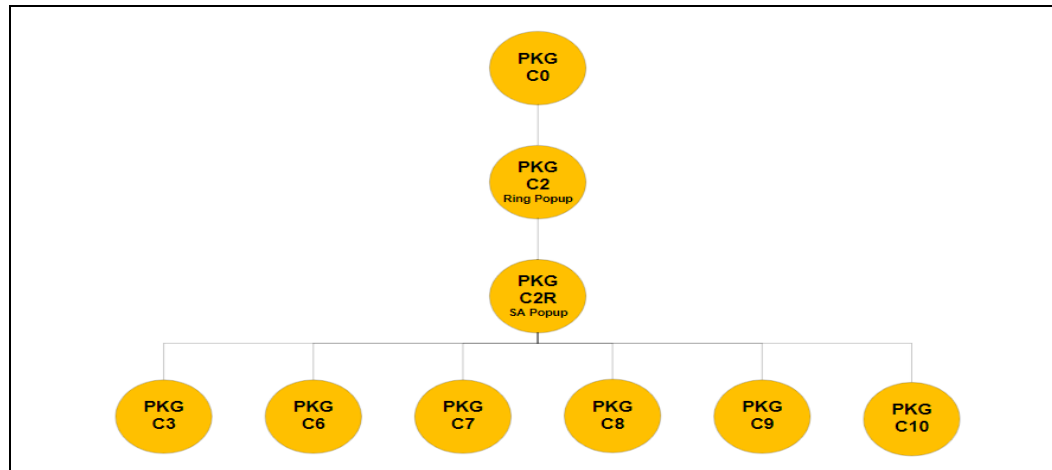 PKG
C0
PKG
C2
Ring Popup
PKG
C2R
SA Popup
PKG
C3
PKG
C6
PKG
C7
PKG
C8
PKG
C9
PKG
C10